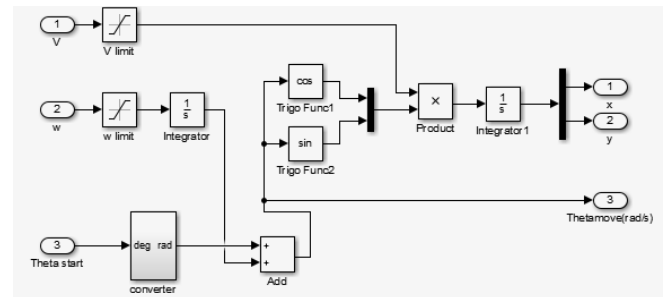 1
V
V limit
cos
Trigo Func1
×
Product
1
s
Integrator1
1
x
2
y
2
w
w limit
1
s
Integrator
sin
Trigo Func2
3
Thetamove(rad/s)
3
Theta start
deg rad
converter
+
+
Add